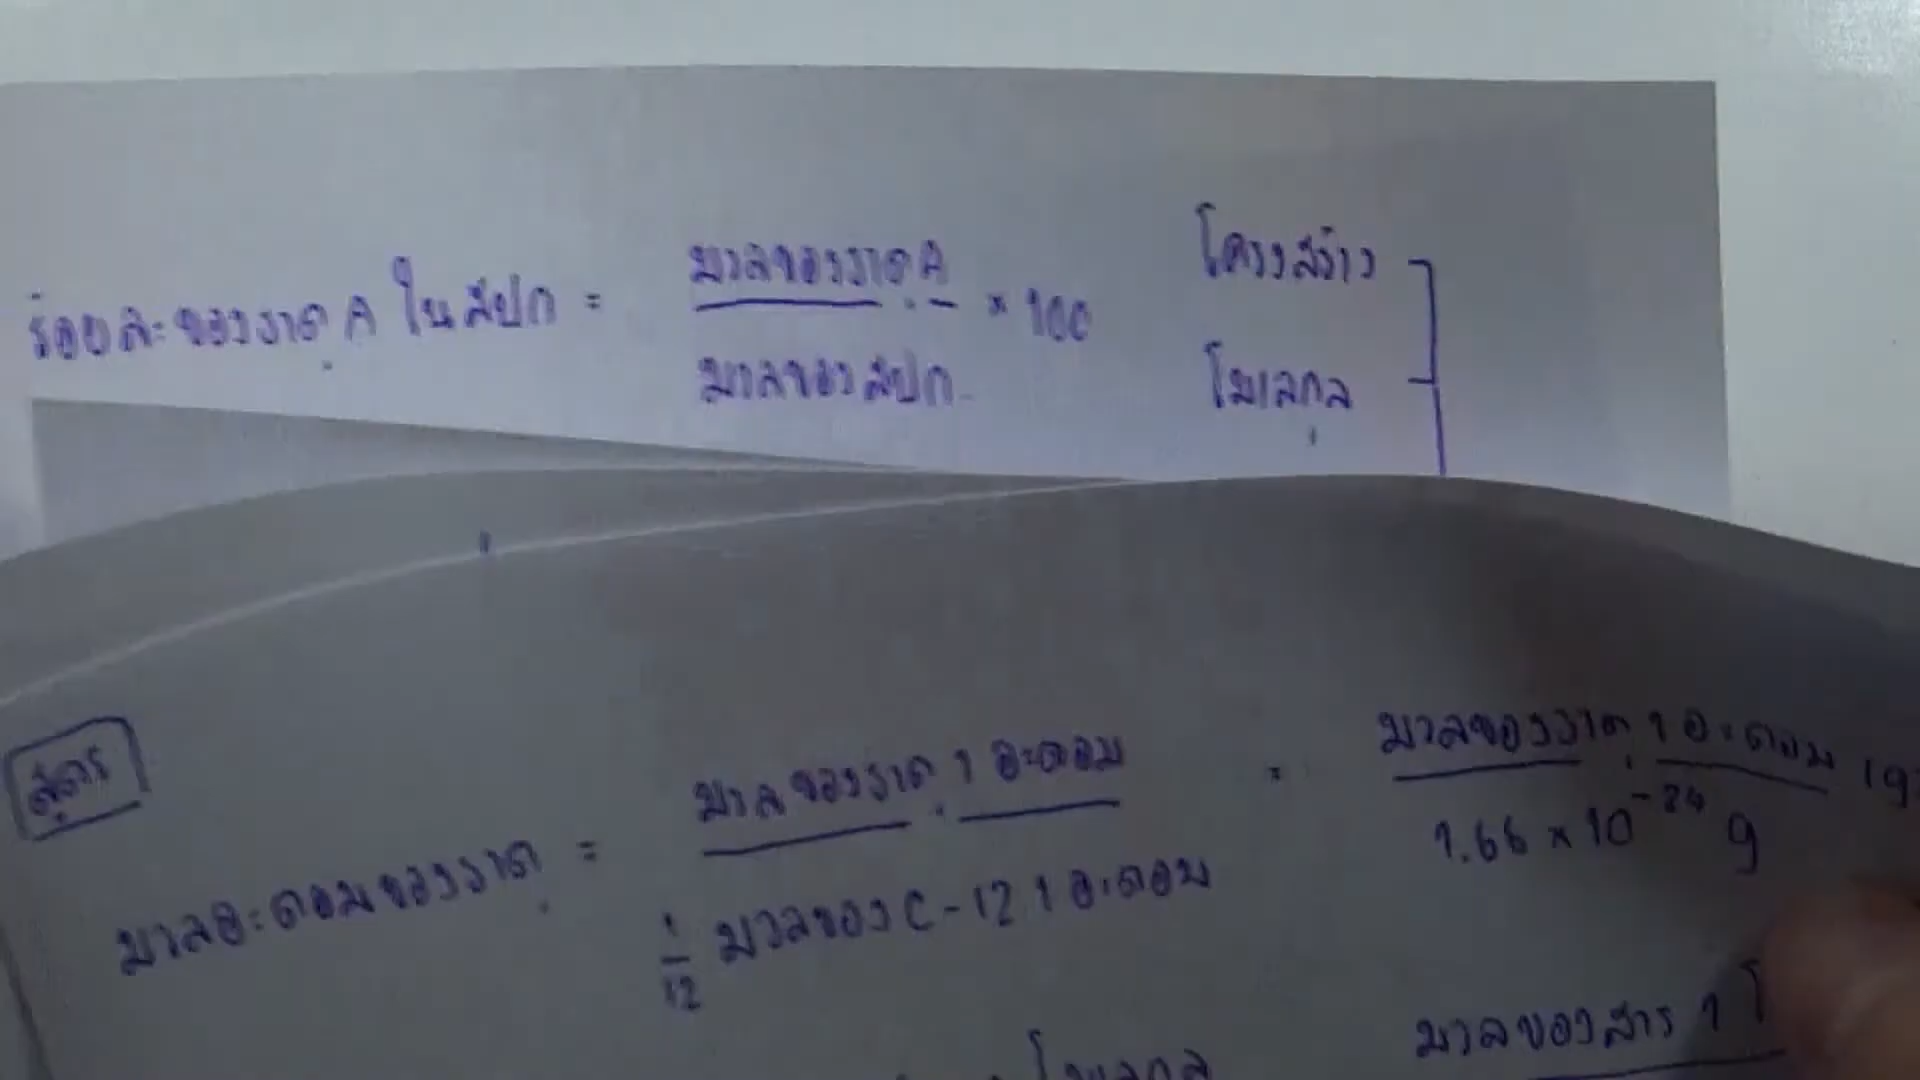 ร้อยละของธาตุ A ในสปก = มวลของธาตุ A / มวลของสปก. × 100
โครงสร้าง
โมเลกุล
สูตร
มวลอะตอมของธาตุ = มวลของธาตุ 1 อะตอม / 1/12 มวลของ C-12 1 อะตอม = มวลของธาตุ 1 อะตอม / 1.66 × 10⁻²⁴ g
โมเลกุล
มวลของสาร 1